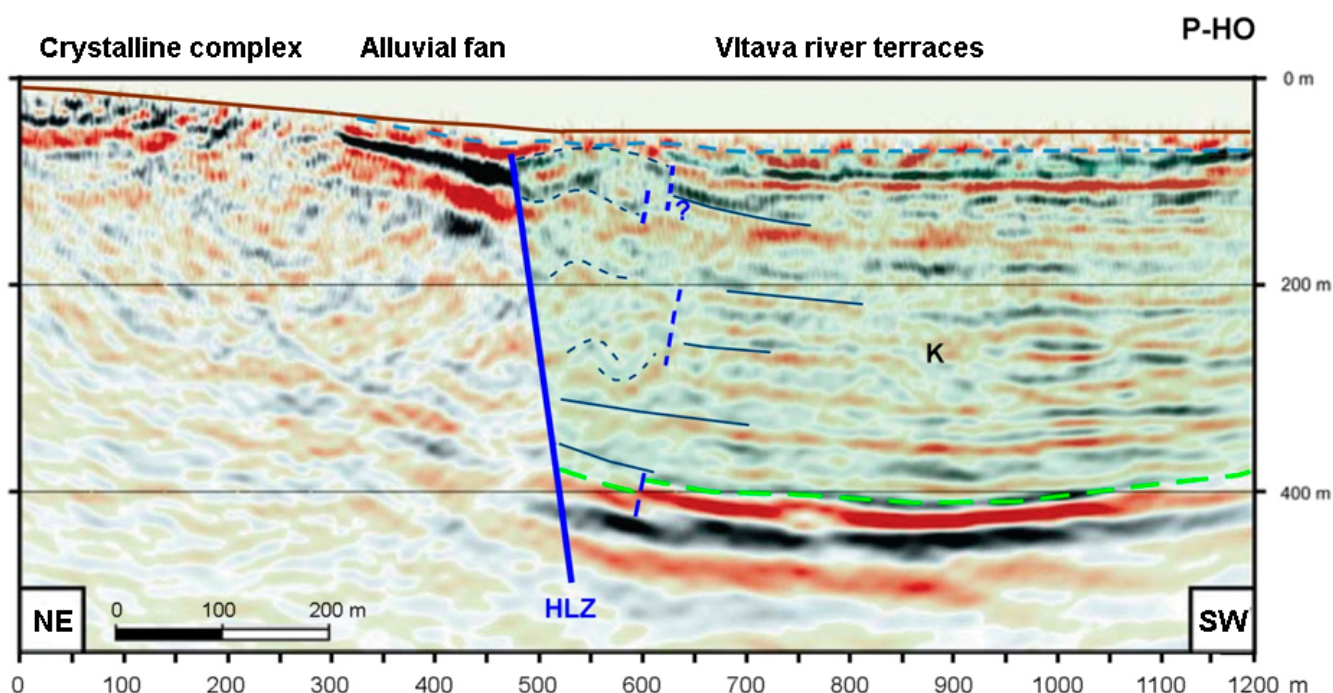 P-HO
Crystalline complex Alluvial fan Vltava river terraces
0 m
?
200 m
K
400 m
HLZ
0 100 200 m
NE SW
0 100 200 300 400 500 600 700 800 900 1000 1100 1200 m